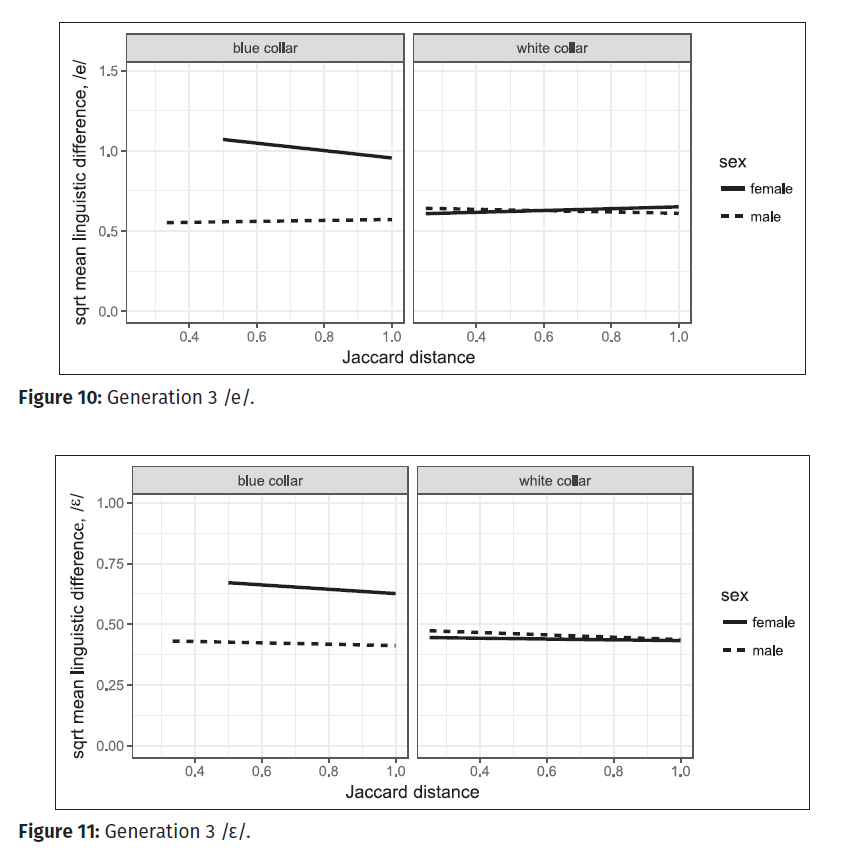 blue collar white collar
sqrt mean linguistic difference, /e/
1.5
1.0
0.5
0.0
sex
female
male
0.4 0.6 0.8 1.0 0.4 0.6 0.8 1.0
Jaccard distance
Figure 10: Generation 3 /e/.
blue collar white collar
sqrt mean linguistic difference, /ɛ/
1.00
0.75
0.50
0.25
0.00
sex
female
male
0.4 0.6 0.8 1.0 0.4 0.6 0.8 1.0
Jaccard distance
Figure 11: Generation 3 /ɛ/.